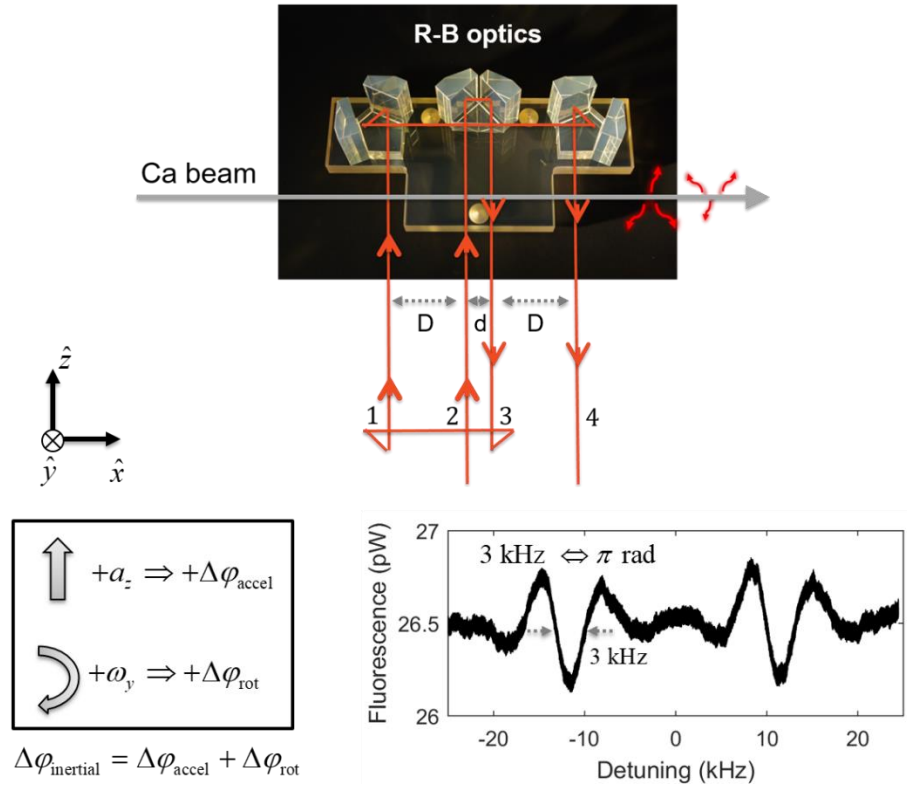 R-B optics
Ca beam
D d D
1 2 3 4
ẑ
ŷ x̂
+a_z ⇒ +Δφ_accel
+ω_y ⇒ +Δφ_rot
Δφ_inertial = Δφ_accel + Δφ_rot
27
26.5
26
Fluorescence (pW)
3 kHz ⇔ π rad
3 kHz
-20 -10 0 10 20
Detuning (kHz)